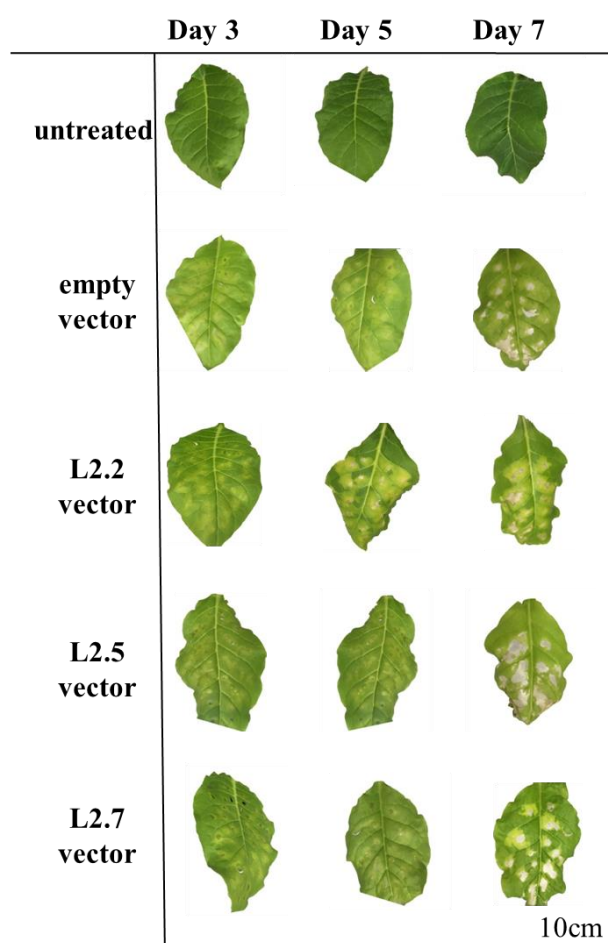 Day 3 Day 5 Day 7
untreated
empty
vector
L2.2
vector
L2.5
vector
L2.7
vector
10cm